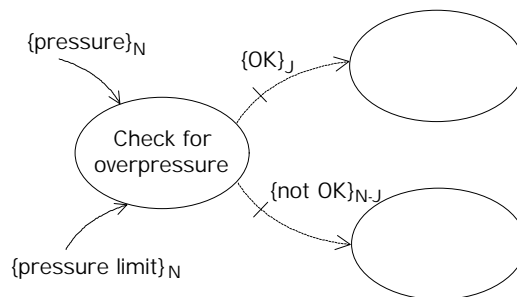 {pressure}N
{OK}J
Check for
overpressure
{not OK}N-J
{pressure limit}N